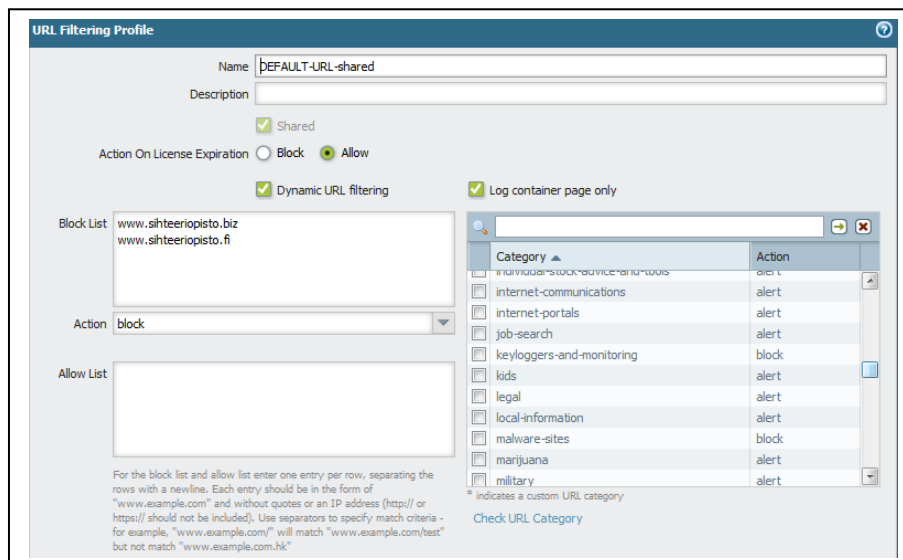 URL Filtering Profile
Name DEFAULT-URL-shared
Description
Shared
Action On License Expiration Block Allow
Dynamic URL filtering Log container page only
Block List www.sihteeriopisto.biz
www.sihteeriopisto.fi
Action block
Allow List
For the block list and allow list enter one entry per row, separating the
rows with a newline. Each entry should be in the form of
"www.example.com" and without quotes or an IP address (http:// or
https:// should not be included). Use separators to specify match criteria -
for example, "www.example.com/" will match "www.example.com/test"
but not match "www.example.com.hk"
Category Action
individual-stock-advice-and-tools alert
internet-communications alert
internet-portals alert
job-search alert
keyloggers-and-monitoring block
kids alert
legal alert
local-information alert
malware-sites block
marijuana alert
military alert
* indicates a custom URL category
Check URL Category